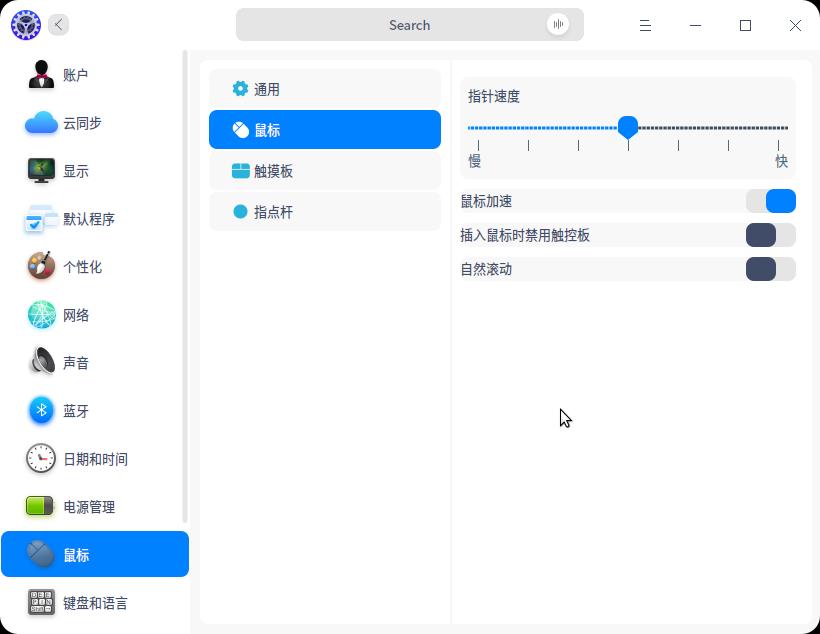 Search
账户
云同步
显示
默认程序
个性化
网络
声音
蓝牙
日期和时间
电源管理
鼠标
键盘和语言
通用
鼠标
触摸板
指点杆
指针速度
慢 快
鼠标加速
插入鼠标时禁用触控板
自然滚动